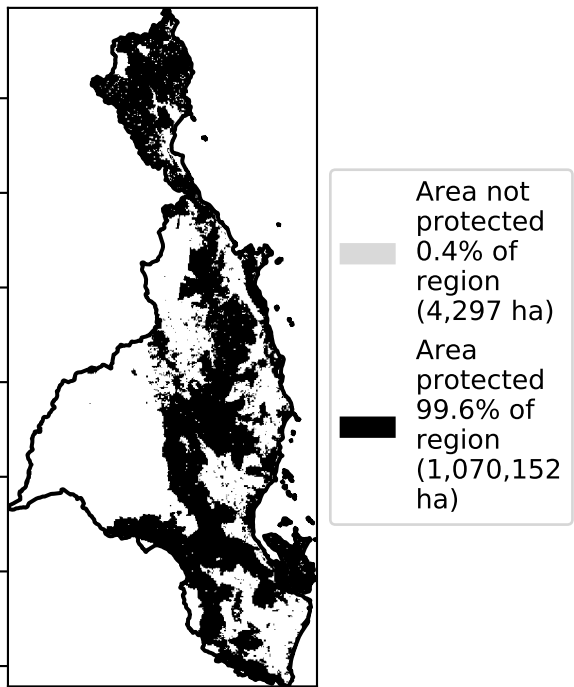 Area not
protected
0.4% of
region
(4,297 ha)
Area
protected
99.6% of
region
(1,070,152
ha)